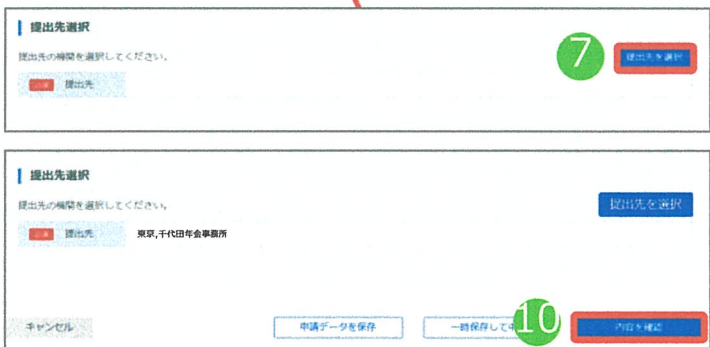 提出先選択
提出先の機関を選択してください。
7
提出先を選択
必須 提出先
提出先選択
提出先の機関を選択してください。
提出先を選択
必須 提出先 東京,千代田年会事務所
キャンセル
申請データを保存
一時保存して中
10
内容を確認